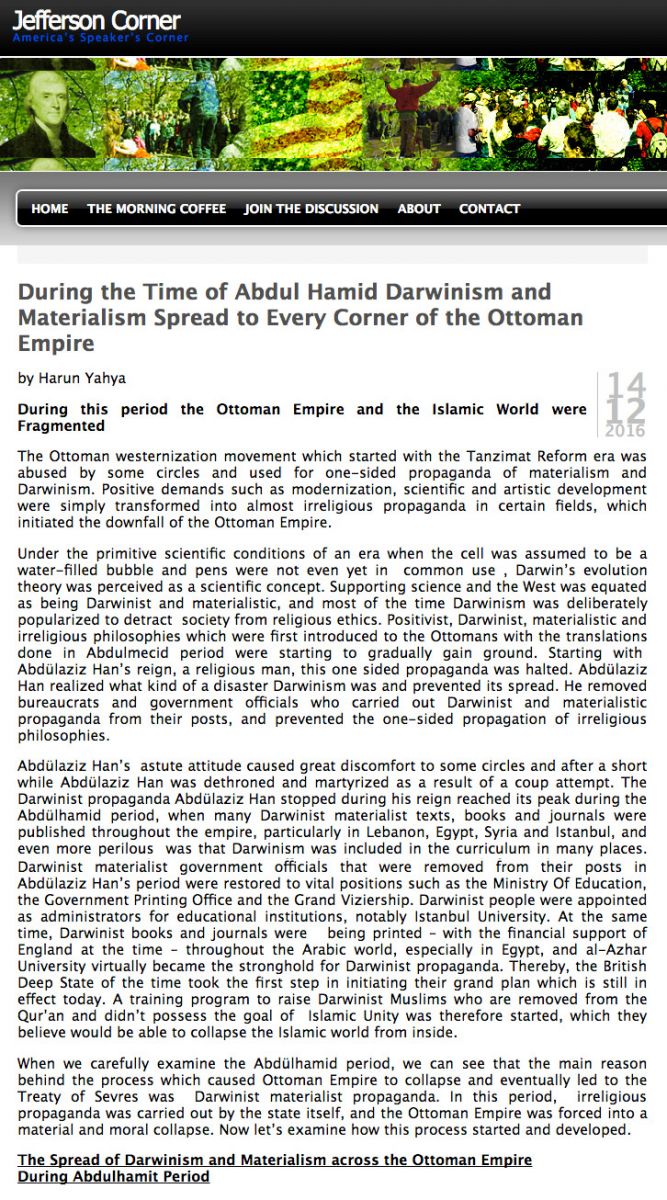 Jefferson Corner
America's Speaker's Corner
HOME THE MORNING COFFEE JOIN THE DISCUSSION ABOUT CONTACT
During the Time of Abdul Hamid Darwinism and
Materialism Spread to Every Corner of the Ottoman
Empire
by Harun Yahya
14
12
2016
During this period the Ottoman Empire and the Islamic World were
Fragmented
The Ottoman westernization movement which started with the Tanzimat Reform era was
abused by some circles and used for one-sided propaganda of materialism and
Darwinism. Positive demands such as modernization, scientific and artistic development
were simply transformed into almost irreligious propaganda in certain fields, which
initiated the downfall of the Ottoman Empire.
Under the primitive scientific conditions of an era when the cell was assumed to be a
water-filled bubble and pens were not even yet in common use , Darwin's evolution
theory was perceived as a scientific concept. Supporting science and the West was equated
as being Darwinist and materialistic, and most of the time Darwinism was deliberately
popularized to detract society from religious ethics. Positivist, Darwinist, materialistic and
irreligious philosophies which were first introduced to the Ottomans with the translations
done in Abdulmecid period were starting to gradually gain ground. Starting with
Abdülaziz Han's reign, a religious man, this one sided propaganda was halted. Abdülaziz
Han realized what kind of a disaster Darwinism was and prevented its spread. He removed
bureaucrats and government officials who carried out Darwinist and materialistic
propaganda from their posts, and prevented the one-sided propagation of irreligious
philosophies.
Abdülaziz Han's astute attitude caused great discomfort to some circles and after a short
while Abdülaziz Han was dethroned and martyrized as a result of a coup attempt. The
Darwinist propaganda Abdülaziz Han stopped during his reign reached its peak during the
Abdülhamid period, when many Darwinist materialist texts, books and journals were
published throughout the empire, particularly in Lebanon, Egypt, Syria and Istanbul, and
even more perilous was that Darwinism was included in the curriculum in many places.
Darwinist materialist government officials that were removed from their posts in
Abdülaziz Han's period were restored to vital positions such as the Ministry Of Education,
the Government Printing Office and the Grand Viziership. Darwinist people were appointed
as administrators for educational institutions, notably Istanbul University. At the same
time, Darwinist books and journals were being printed – with the financial support of
England at the time – throughout the Arabic world, especially in Egypt, and al-Azhar
University virtually became the stronghold for Darwinist propaganda. Thereby, the British
Deep State of the time took the first step in initiating their grand plan which is still in
effect today. A training program to raise Darwinist Muslims who are removed from the
Qur'an and didn't possess the goal of Islamic Unity was therefore started, which they
believe would be able to collapse the Islamic world from inside.
When we carefully examine the Abdülhamid period, we can see that the main reason
behind the process which caused Ottoman Empire to collapse and eventually led to the
Treaty of Sevres was Darwinist materialist propaganda. In this period, irreligious
propaganda was carried out by the state itself, and the Ottoman Empire was forced into a
material and moral collapse. Now let's examine how this process started and developed.
The Spread of Darwinism and Materialism across the Ottoman Empire
During Abdulhamit Period